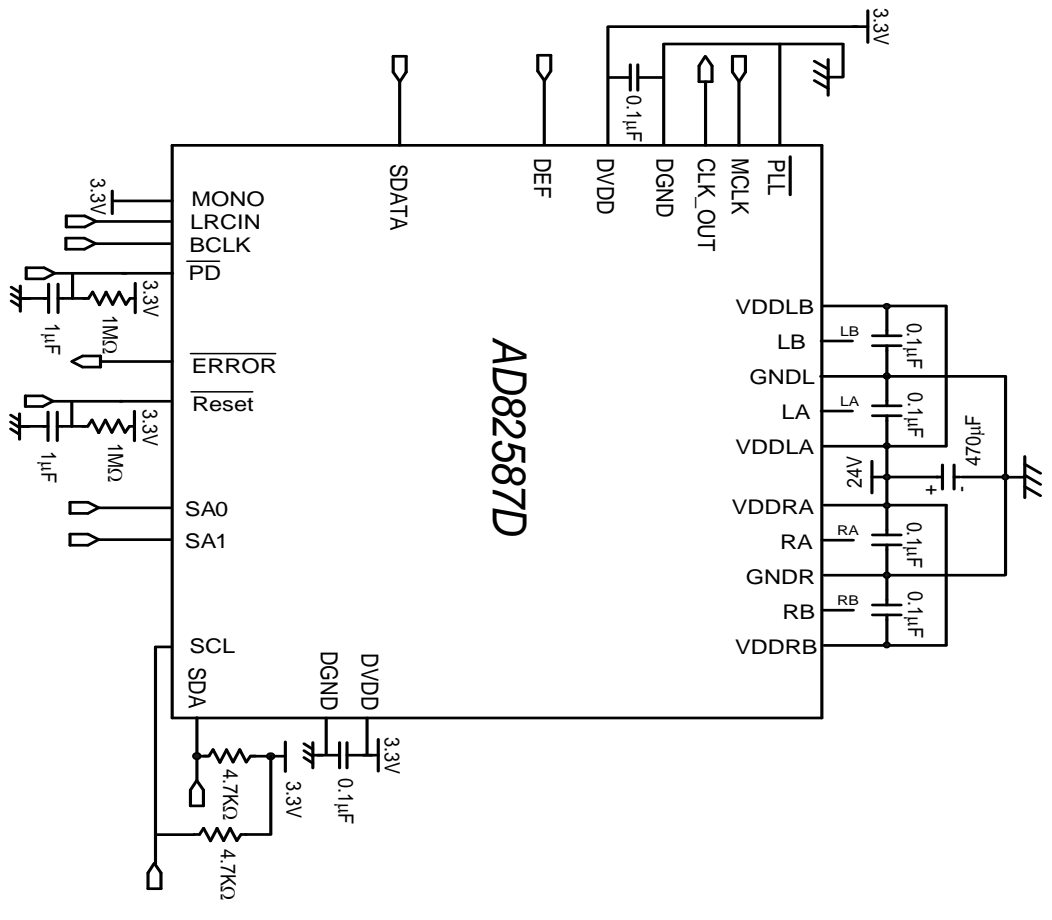 3.3V
0.1μF
SDATA
DEF
DVDD
DGND
CLK_OUT
MCLK
PLL
3.3V
MONO
LRCIN
BCLK
PD
3.3V
1MΩ
1μF
ERROR
Reset
3.3V
1MΩ
1μF
SA0
SA1
SCL
SDA
DGND
DVDD
AD82587D
VDDLB
LB
LB
GNDL
LA
LA
VDDLA
VDDRA
RA
RA
GNDR
RB
RB
VDDRB
0.1μF
0.1μF
24V
470μF
+
-
0.1μF
0.1μF
3.3V
0.1μF
3.3V
4.7KΩ
4.7KΩ